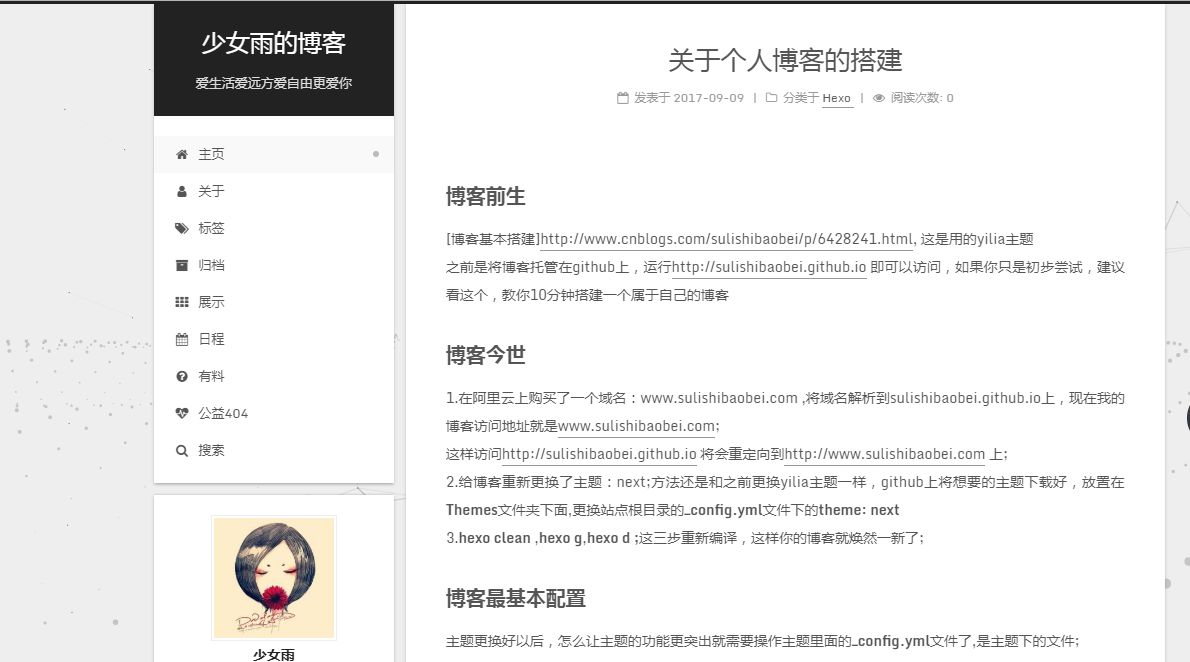 少女雨的博客
爱生活爱远方爱自由更爱你
主页
关于
标签
归档
展示
日程
有料
公益404
搜索
少女雨
关于个人博客的搭建
发表于 2017-09-09 | 分类于 Hexo | 阅读次数: 0
博客前生
[博客基本搭建]http://www.cnblogs.com/sulishibaobei/p/6428241.html, 这是用的yilia主题
之前是将博客托管在github上，运行http://sulishibaobei.github.io 即可以访问，如果你只是初步尝试，建议
看这个，教你10分钟搭建一个属于自己的博客
博客今世
1.在阿里云上购买了一个域名：www.sulishibaobei.com ,将域名解析到sulishibaobei.github.io上，现在我的
博客访问地址就是www.sulishibaobei.com;
这样访问http://sulishibaobei.github.io 将会重定向到http://www.sulishibaobei.com 上;
2.给博客重新更换了主题：next;方法还是和之前更换yilia主题一样，github上将想要的主题下载好，放置在
Themes文件夹下面,更换站点根目录的_config.yml文件下的theme: next
3.hexo clean ,hexo g,hexo d ;这三步重新编译，这样你的博客就焕然一新了;
博客最基本配置
主题更换好以后，怎么让主题的功能更突出就需要操作主题里面的_config.yml文件了,是主题下的文件;